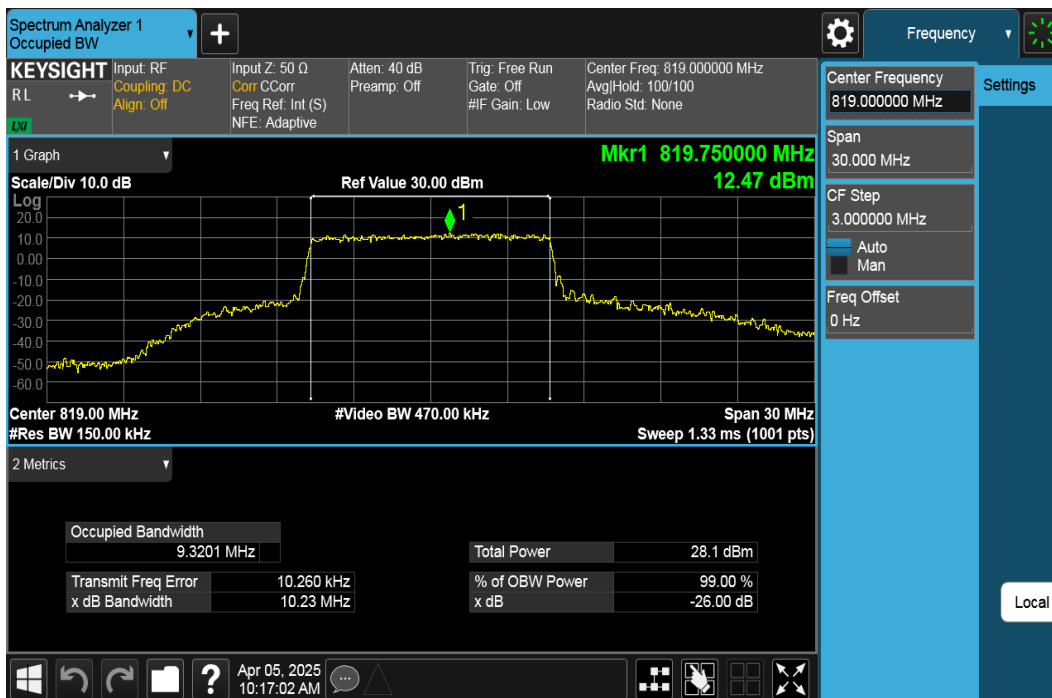 Spectrum Analyzer 1
Occupied BW
+
Frequency
KEYSIGHT
R L
LXI
Input: RF
Coupling: DC
Align: Off
Input Z: 50 Ω
Corr CCorr
Freq Ref: Int (S)
NFE: Adaptive
Atten: 40 dB
Preamp: Off
Trig: Free Run
Gate: Off
#IF Gain: Low
Center Freq: 819.000000 MHz
Avg|Hold: 100/100
Radio Std: None
Center Frequency
819.000000 MHz
Settings
Span
30.000 MHz
CF Step
3.000000 MHz
Auto
Man
Freq Offset
0 Hz
Local
1 Graph
Mkr1 819.750000 MHz
12.47 dBm
Scale/Div 10.0 dB
Ref Value 30.00 dBm
Log
1
20.0
10.0
0.00
-10.0
-20.0
-30.0
-40.0
-50.0
-60.0
Center 819.00 MHz
#Video BW 470.00 kHz
Span 30 MHz
#Res BW 150.00 kHz
Sweep 1.33 ms (1001 pts)
2 Metrics
Occupied Bandwidth
9.3201 MHz
Total Power 28.1 dBm
Transmit Freq Error 10.260 kHz
% of OBW Power 99.00 %
x dB Bandwidth 10.23 MHz
x dB -26.00 dB
?
Apr 05, 2025
10:17:02 AM